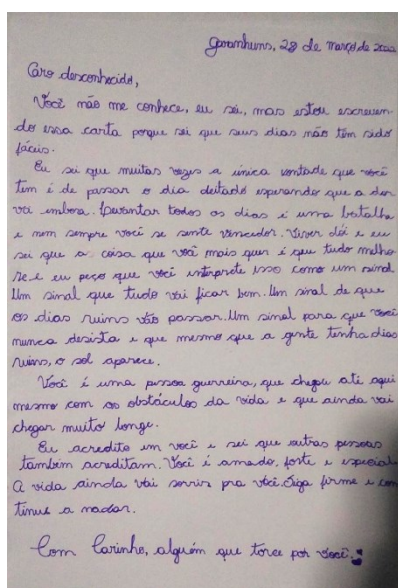 Garanhuns, 28 de março de 2022
Caro desconhecido,
Você não me conhece, eu sei, mas estou escreven-
do essa carta porque sei que seus dias não têm sido
fáceis.
Eu sei que muitas vezes a única vontade que você
tem é de passar o dia deitado esperando que a dor
vá embora. Levantar todos os dias é uma batalha
e nem sempre você se sente vencedor. Viver dói e eu
sei que a coisa que você mais quer é que tudo melho-
re e eu peço que você intérprete isso como um sinal.
Um sinal que tudo vai ficar bem. Um sinal de que
os dias ruins vão passar. Um sinal para que você
nunca desista e que mesmo que a gente tenha dias
ruins, o sol aparece.
Você é uma pessoa guerreira, que chegou até aqui
mesmo com os obstáculos da vida e que ainda vai
chegar muito longe.
Eu acredito em você e sei que outras pessoas
também acreditam. Você é amado, forte e especial.
A vida ainda vai sorrir pra você. Siga firme e con-
tinue a nadar.
Com Carinho, alguém que torce por você.